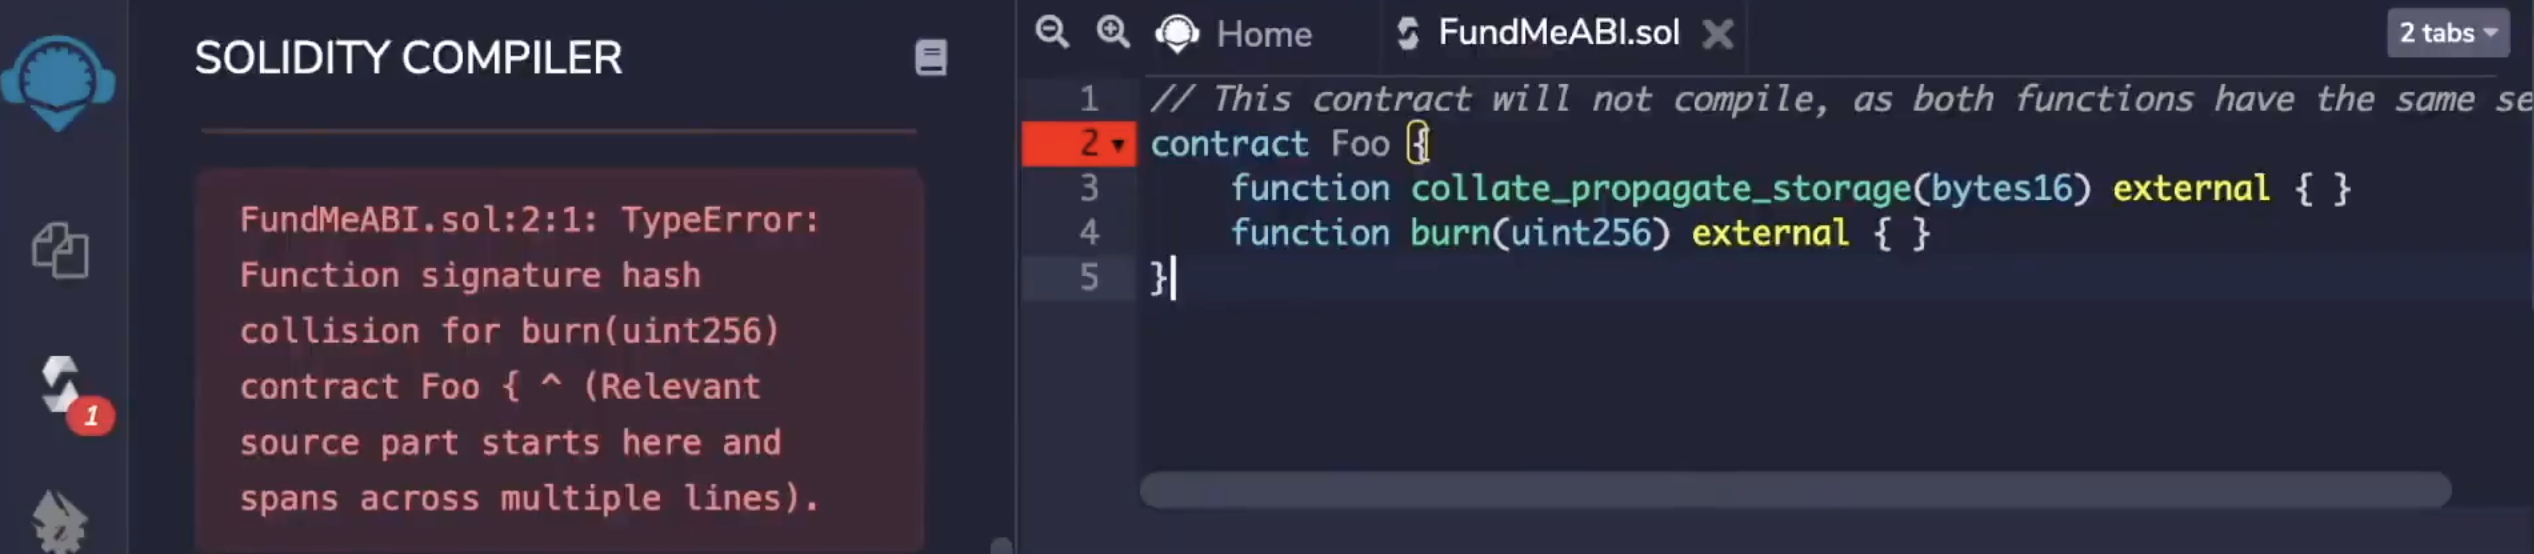 SOLIDITY COMPILER
FundMeABI.sol:2:1: TypeError:
Function signature hash
collision for burn(uint256)
contract Foo { ^ (Relevant
source part starts here and
spans across multiple lines).
1
Home
FundMeABI.sol
2 tabs
1 // This contract will not compile, as both functions have the same se
2 contract Foo {
3 function collate_propagate_storage(bytes16) external { }
4 function burn(uint256) external { }
5 }